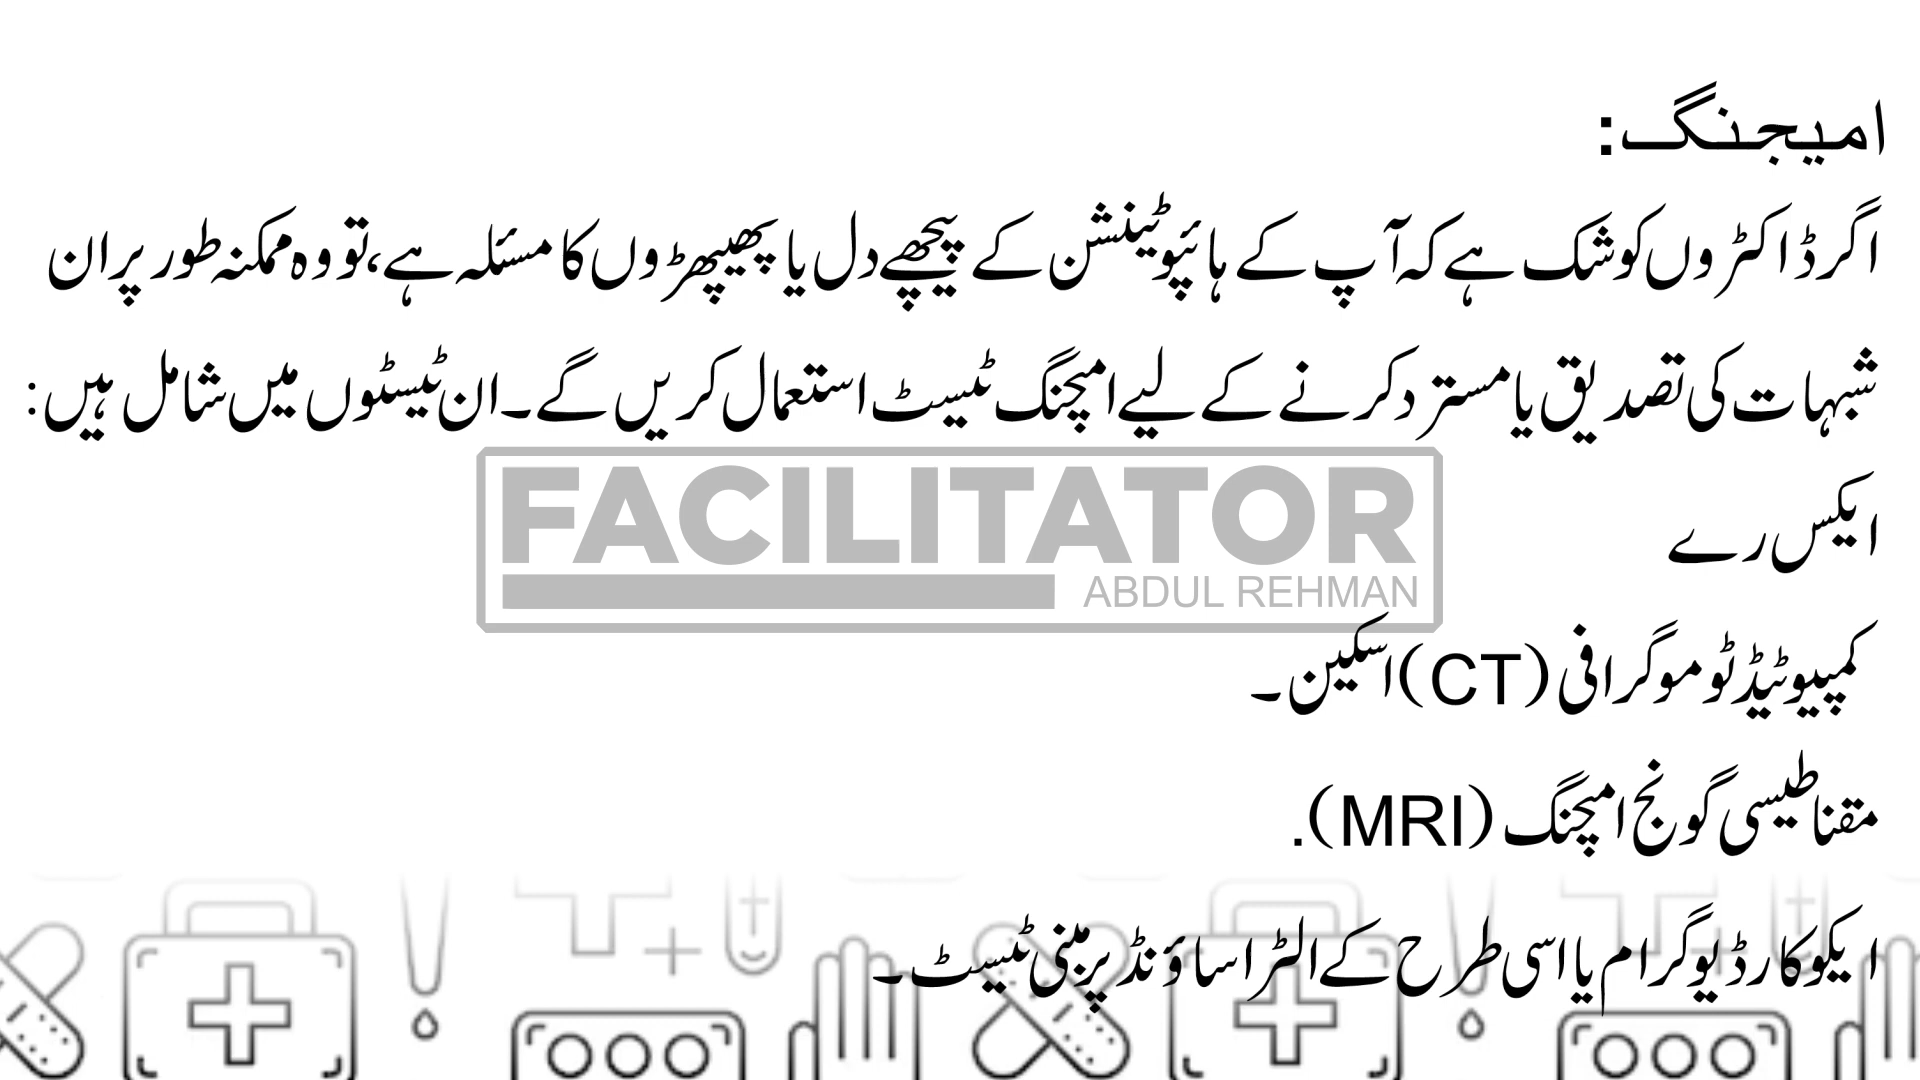 امیجنگ:
اگر ڈاکٹروں کو شک ہے کہ آپ کے ہائپوٹینشن کے پیچھے دل یا پھیپھڑوں کا مسئلہ ہے، تو وہ ممکنہ طور پر ان
شبہات کی تصدیق یا مسترد کرنے کے لیے امیجنگ ٹیسٹ استعمال کریں گے۔ ان ٹیسٹوں میں شامل ہیں:
FACILITATOR
ایکس رے
ABDUL REHMAN
کمپیوٹیڈ ٹوموگرافی (CT) اسکین۔
مقناطیسی گونج امیجنگ (MRI).
ایکو کارڈیوگرام یا اسی طرح کے الٹراساؤنڈ پر مبنی ٹیسٹ۔